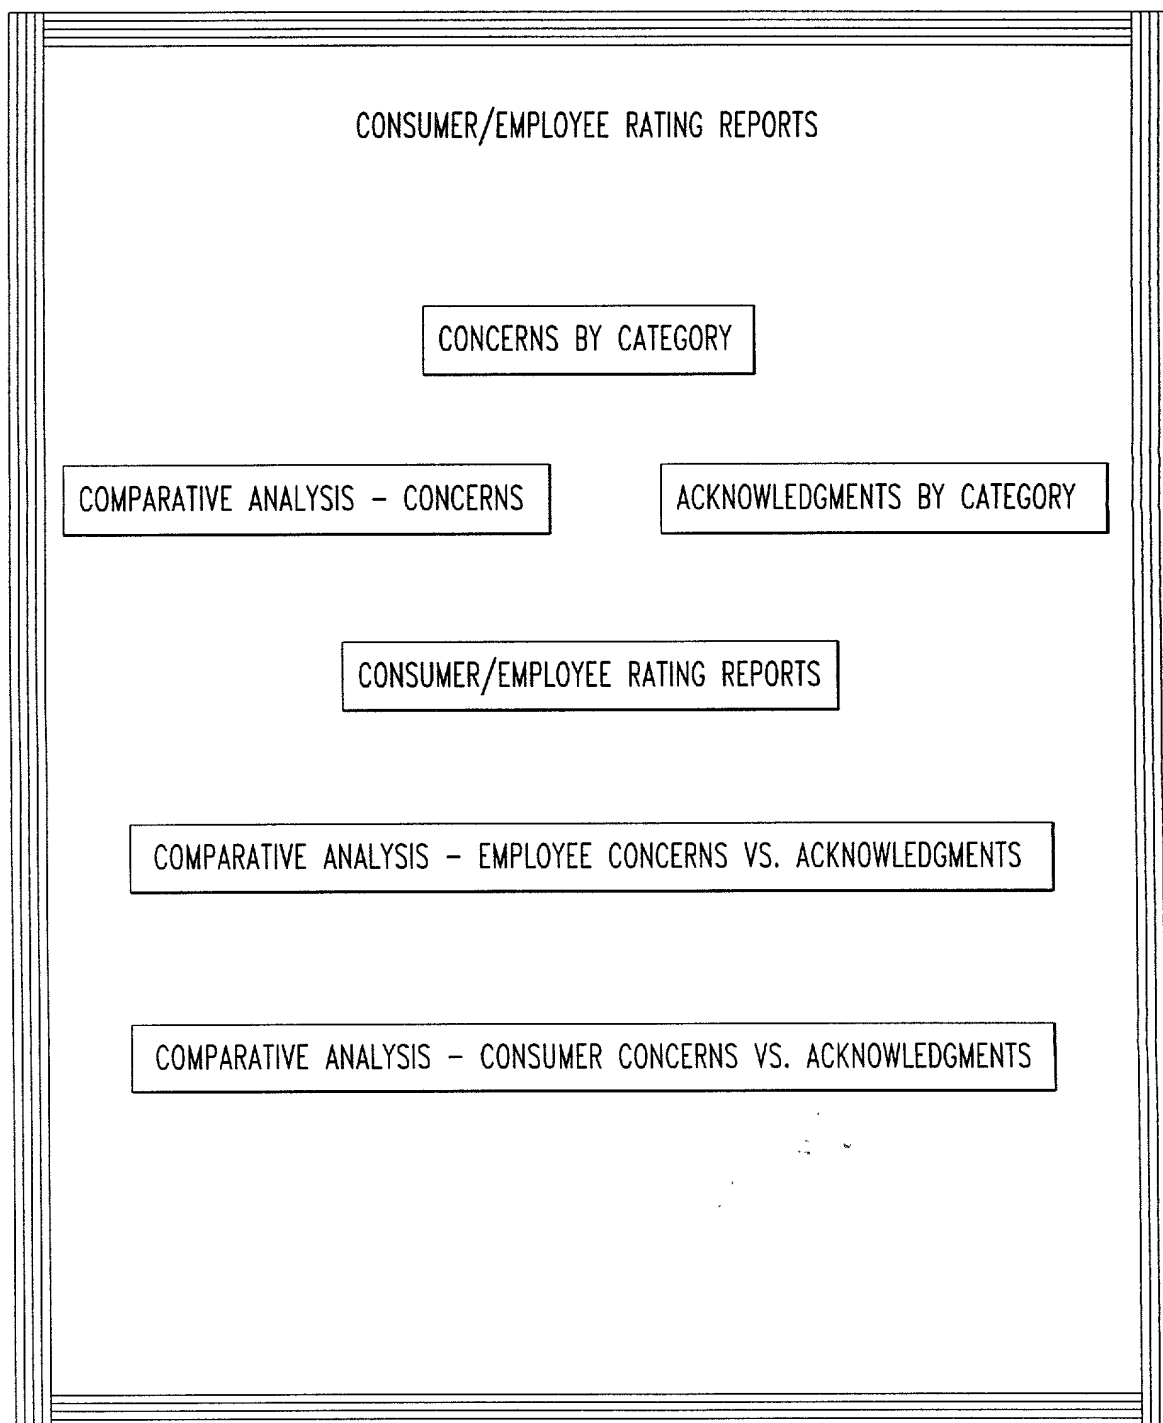 CONSUMER/EMPLOYEE RATING REPORTS
CONCERNS BY CATEGORY
COMPARATIVE ANALYSIS – CONCERNS
ACKNOWLEDGMENTS BY CATEGORY
CONSUMER/EMPLOYEE RATING REPORTS
COMPARATIVE ANALYSIS – EMPLOYEE CONCERNS VS. ACKNOWLEDGMENTS
COMPARATIVE ANALYSIS – CONSUMER CONCERNS VS. ACKNOWLEDGMENTS